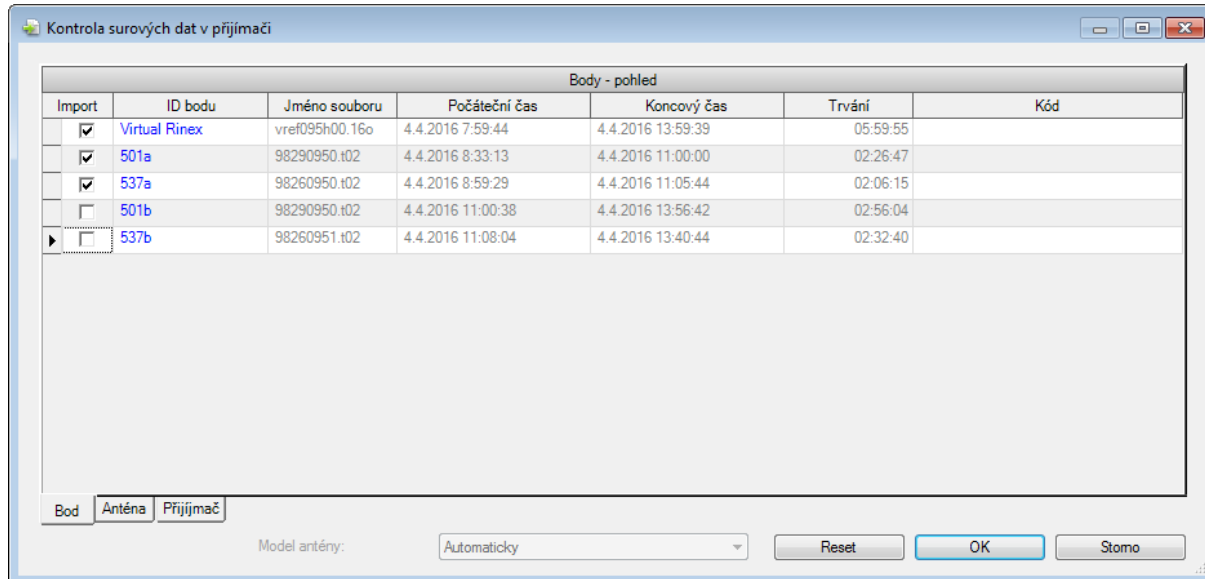 Kontrola surových dat v přijímači
Body - pohled
Import ID bodu Jméno souboru Počáteční čas Koncový čas Trvání Kód
Virtual Rinex vref095h00.16o 4.4.2016 7:59:44 4.4.2016 13:59:39 05:59:55
501a 98290950.t02 4.4.2016 8:33:13 4.4.2016 11:00:00 02:26:47
537a 98260950.t02 4.4.2016 8:59:29 4.4.2016 11:05:44 02:06:15
501b 98290950.t02 4.4.2016 11:00:38 4.4.2016 13:56:42 02:56:04
537b 98260951.t02 4.4.2016 11:08:04 4.4.2016 13:40:44 02:32:40
Bod Anténa Přijíjmač
Model antény: Automaticky Reset OK Storno